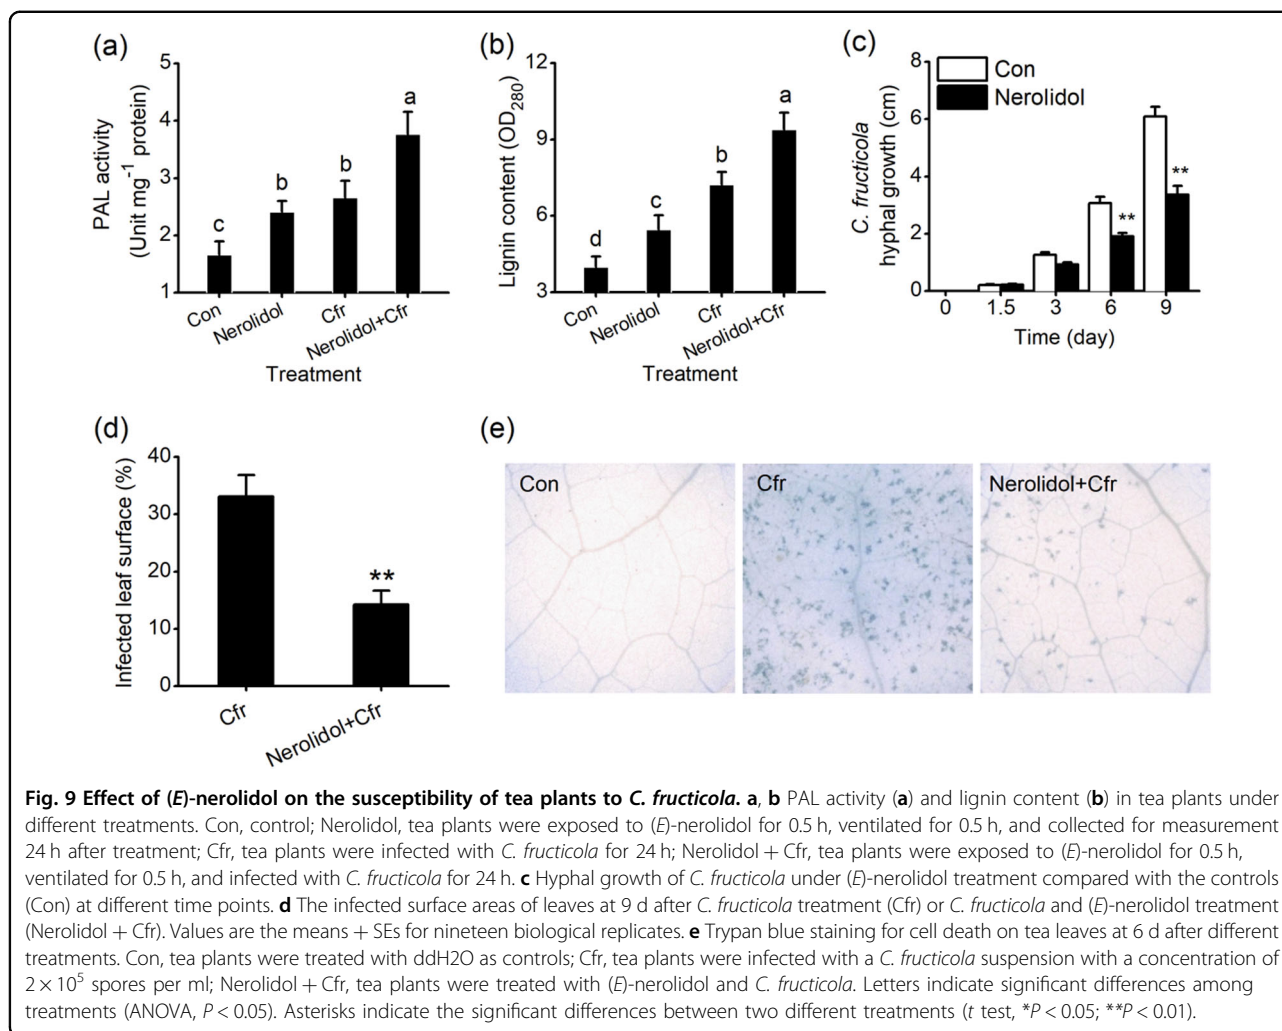 (a)
PAL activity
(Unit mg⁻¹ protein)
5
4
3
2
1
c
b
b
a
Con
Nerolidol
Cfr
Nerolidol+Cfr
Treatment
(b)
Lignin content (OD₂₈₀)
12
9
6
3
d
c
b
a
Con
Nerolidol
Cfr
Nerolidol+Cfr
Treatment
(c)
C. fructicola
hyphal growth (cm)
8
6
4
2
0
Con
Nerolidol
**
**
0
1.5
3
6
9
Time (day)
(d)
Infected leaf surface (%)
40
30
20
10
0
**
Cfr
Nerolidol+Cfr
(e)
Con
Cfr
Nerolidol+Cfr
Fig. 9 Effect of (E)-nerolidol on the susceptibility of tea plants to C. fructicola. a, b PAL activity (a) and lignin content (b) in tea plants under
different treatments. Con, control; Nerolidol, tea plants were exposed to (E)-nerolidol for 0.5 h, ventilated for 0.5 h, and collected for measurement
24 h after treatment; Cfr, tea plants were infected with C. fructicola for 24 h; Nerolidol + Cfr, tea plants were exposed to (E)-nerolidol for 0.5 h,
ventilated for 0.5 h, and infected with C. fructicola for 24 h. c Hyphal growth of C. fructicola under (E)-nerolidol treatment compared with the controls
(Con) at different time points. d The infected surface areas of leaves at 9 d after C. fructicola treatment (Cfr) or C. fructicola and (E)-nerolidol treatment
(Nerolidol + Cfr). Values are the means + SEs for nineteen biological replicates. e Trypan blue staining for cell death on tea leaves at 6 d after different
treatments. Con, tea plants were treated with ddH2O as controls; Cfr, tea plants were infected with a C. fructicola suspension with a concentration of
2 × 10⁵ spores per ml; Nerolidol + Cfr, tea plants were treated with (E)-nerolidol and C. fructicola. Letters indicate significant differences among
treatments (ANOVA, P < 0.05). Asterisks indicate the significant differences between two different treatments (t test, *P < 0.05; **P < 0.01).